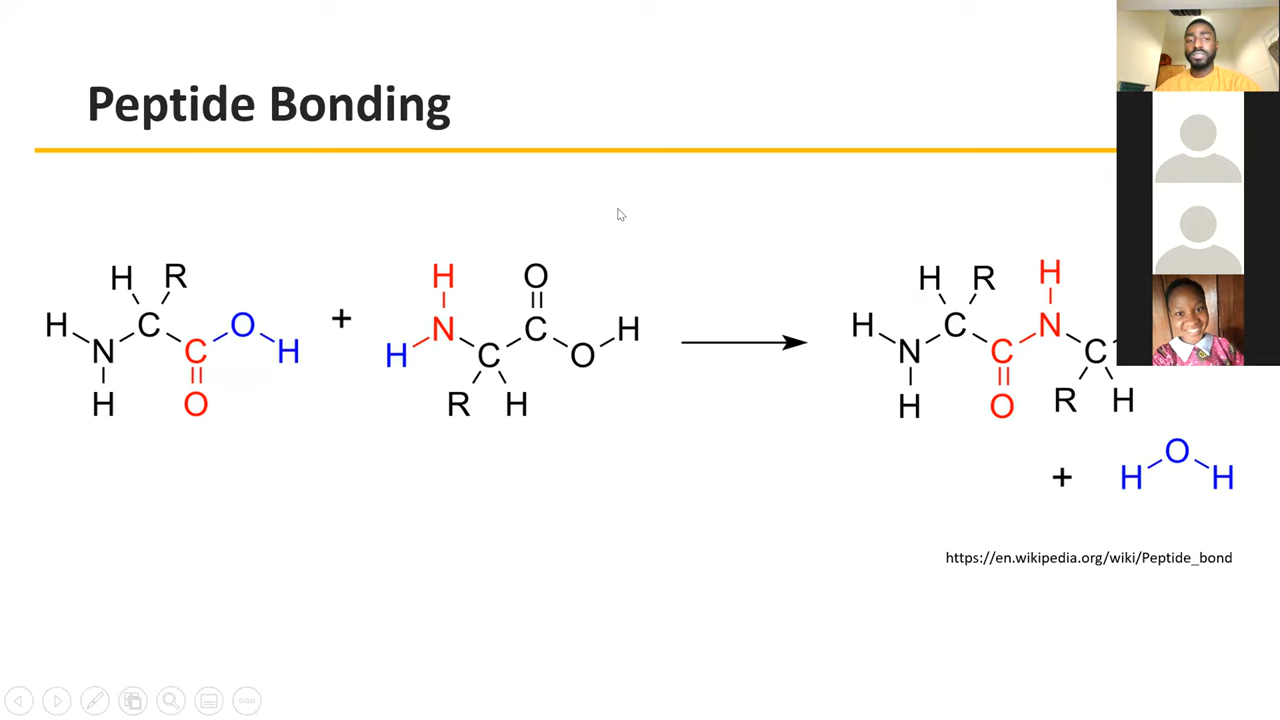 Peptide Bonding
H R H O H R H
H C O + N C H H C N
N C H H C O N C C
H O R H H O R H
+ O
H H
https://en.wikipedia.org/wiki/Peptide_bond